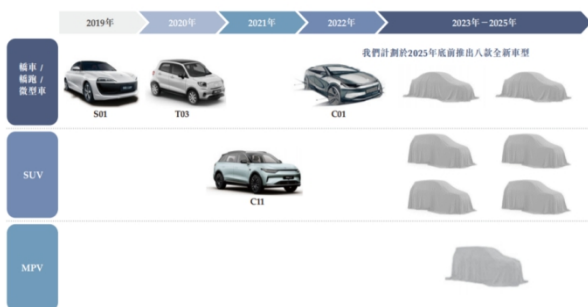 2019年
2020年
2021年
2022年
2023年－2025年
轎車 /
轎跑 /
微型車
我們計劃於2025年底前推出八款全新車型
S01
T03
C01
SUV
C11
MPV